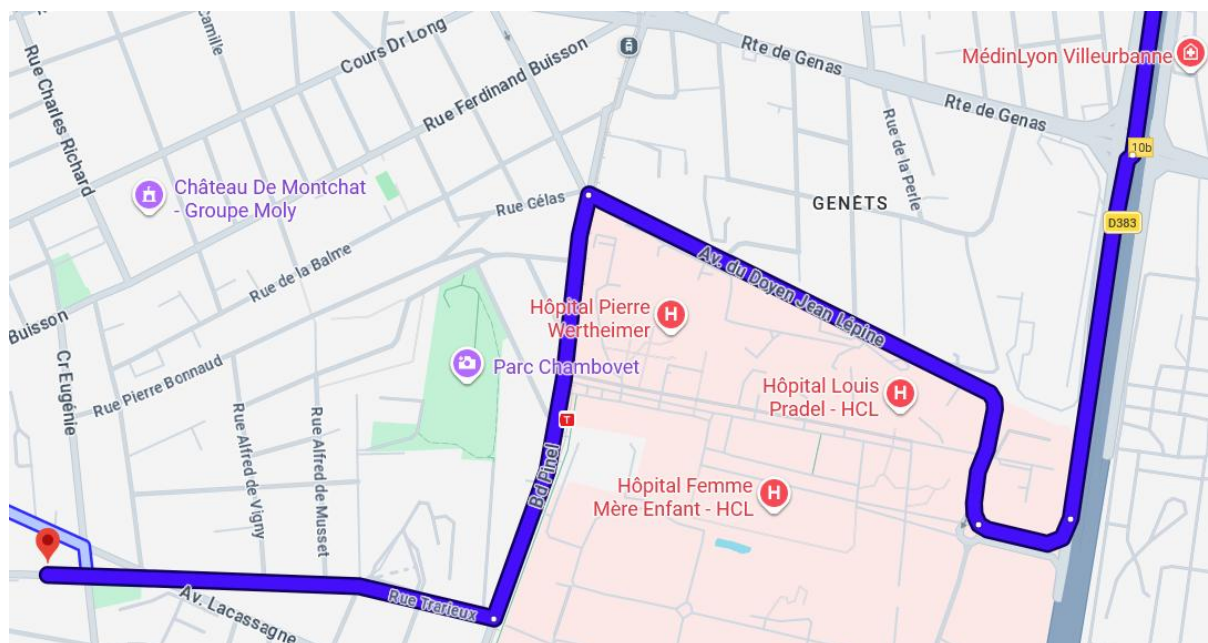 Camille
Cours Dr Long
Rue Charles Richard
Rue Ferdinand Buisson
Rte de Genas
MédinLyon Villeurbanne
Rte de Genas
10b
Rue de la Perle
Château De Montchat
- Groupe Moly
Rue Gélas
GENÊTS
D383
Rue de la Balme
Av. du Doyen Jean Lépine
Hôpital Pierre
Wertheimer
H
Buisson
Parc Chambovet
Cr Eugénie
Rue Pierre Bonnaud
Hôpital Louis
Pradel - HCL
H
T
Rue Alfred de Vigny
Rue Alfred de Musset
Bd Pinel
Hôpital Femme
Mère Enfant - HCL
H
Rue Trarieux
Av. Lacassagne